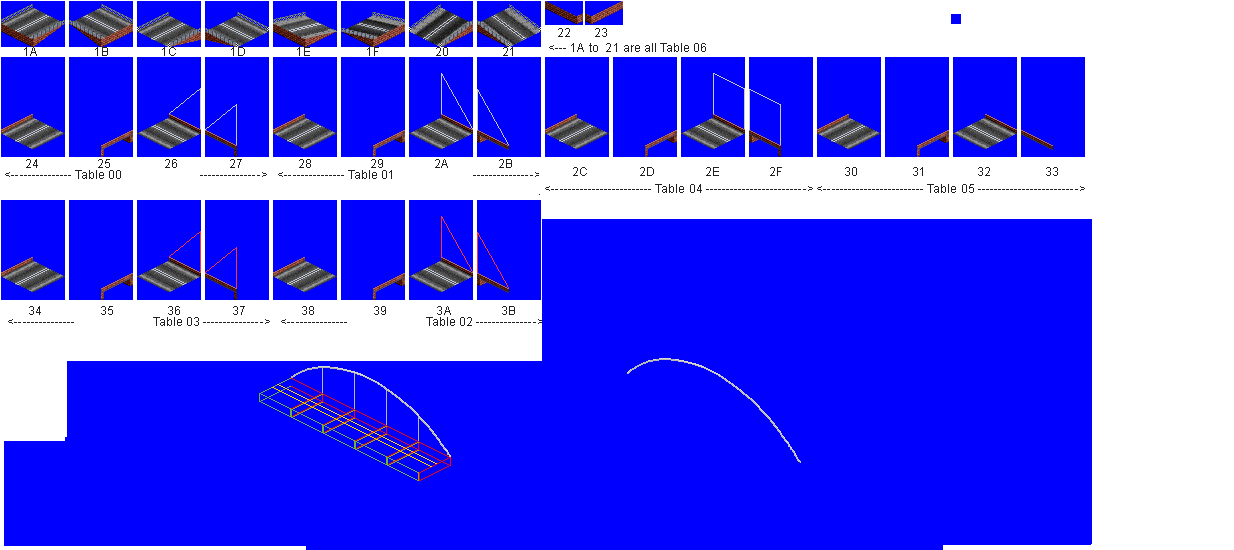 1A 1B 1C 1D 1E 1F 20 21 22 23
<--- 1A to 21 are all Table 06
24 25 26 27 28 29 2A 2B 2C 2D 2E 2F 30 31 32 33
<--------------- Table 00 --------------->
<--------------- Table 01 --------------->
<----------------------- Table 04 ----------------------->
<----------------------- Table 05 ----------------------->
34 35 36 37 38 39 3A 3B
<--------------- Table 03 --------------->
<--------------- Table 02 --------------->